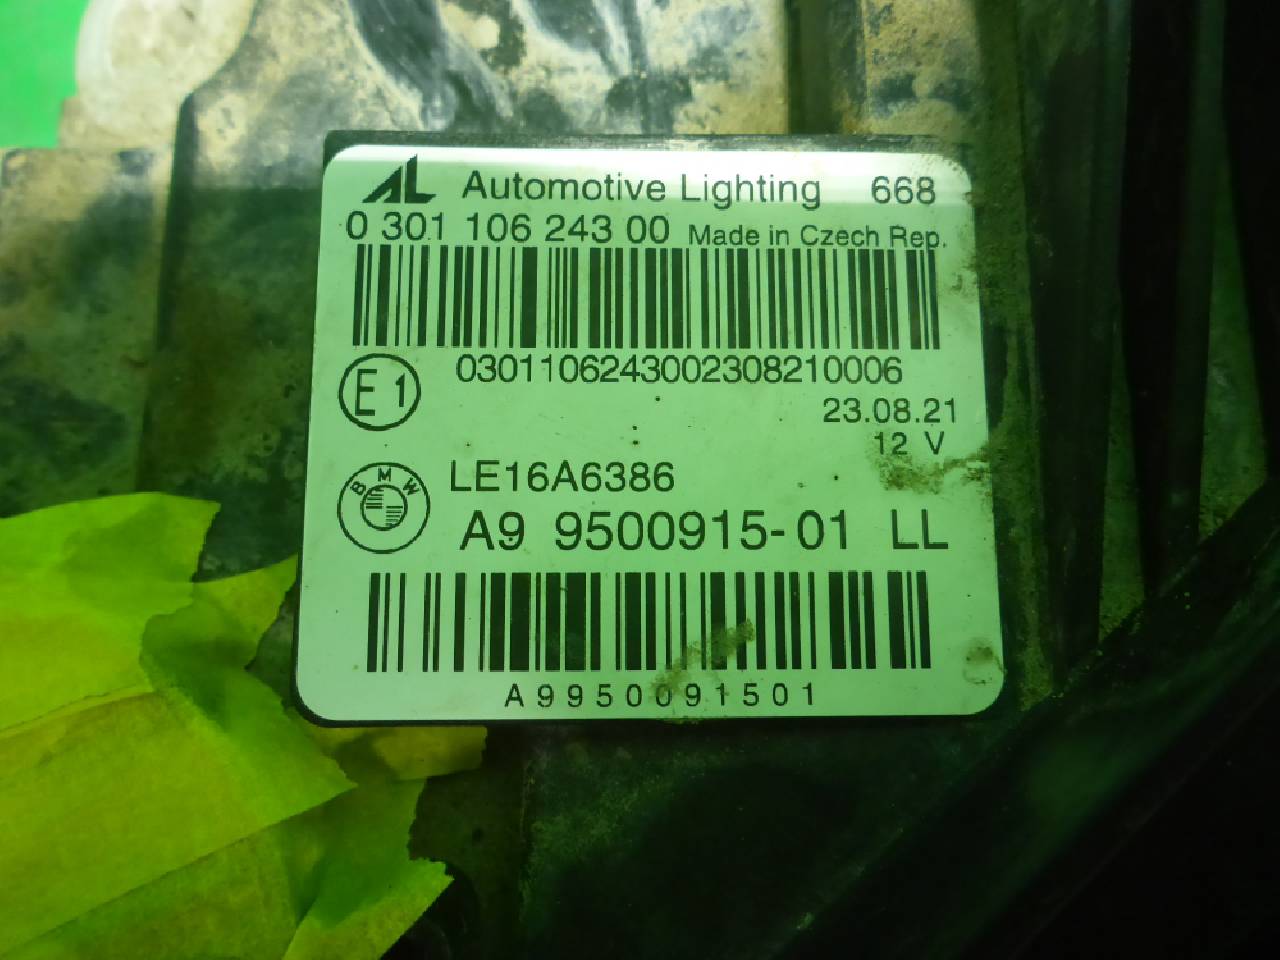 AL Automotive Lighting 668
0 301 106 243 00 Made in Czech Rep.
0301106243002308210006
E1
23.08.21
12 V
BMW
LE16A6386
A9 9500915-01 LL
A9950091501